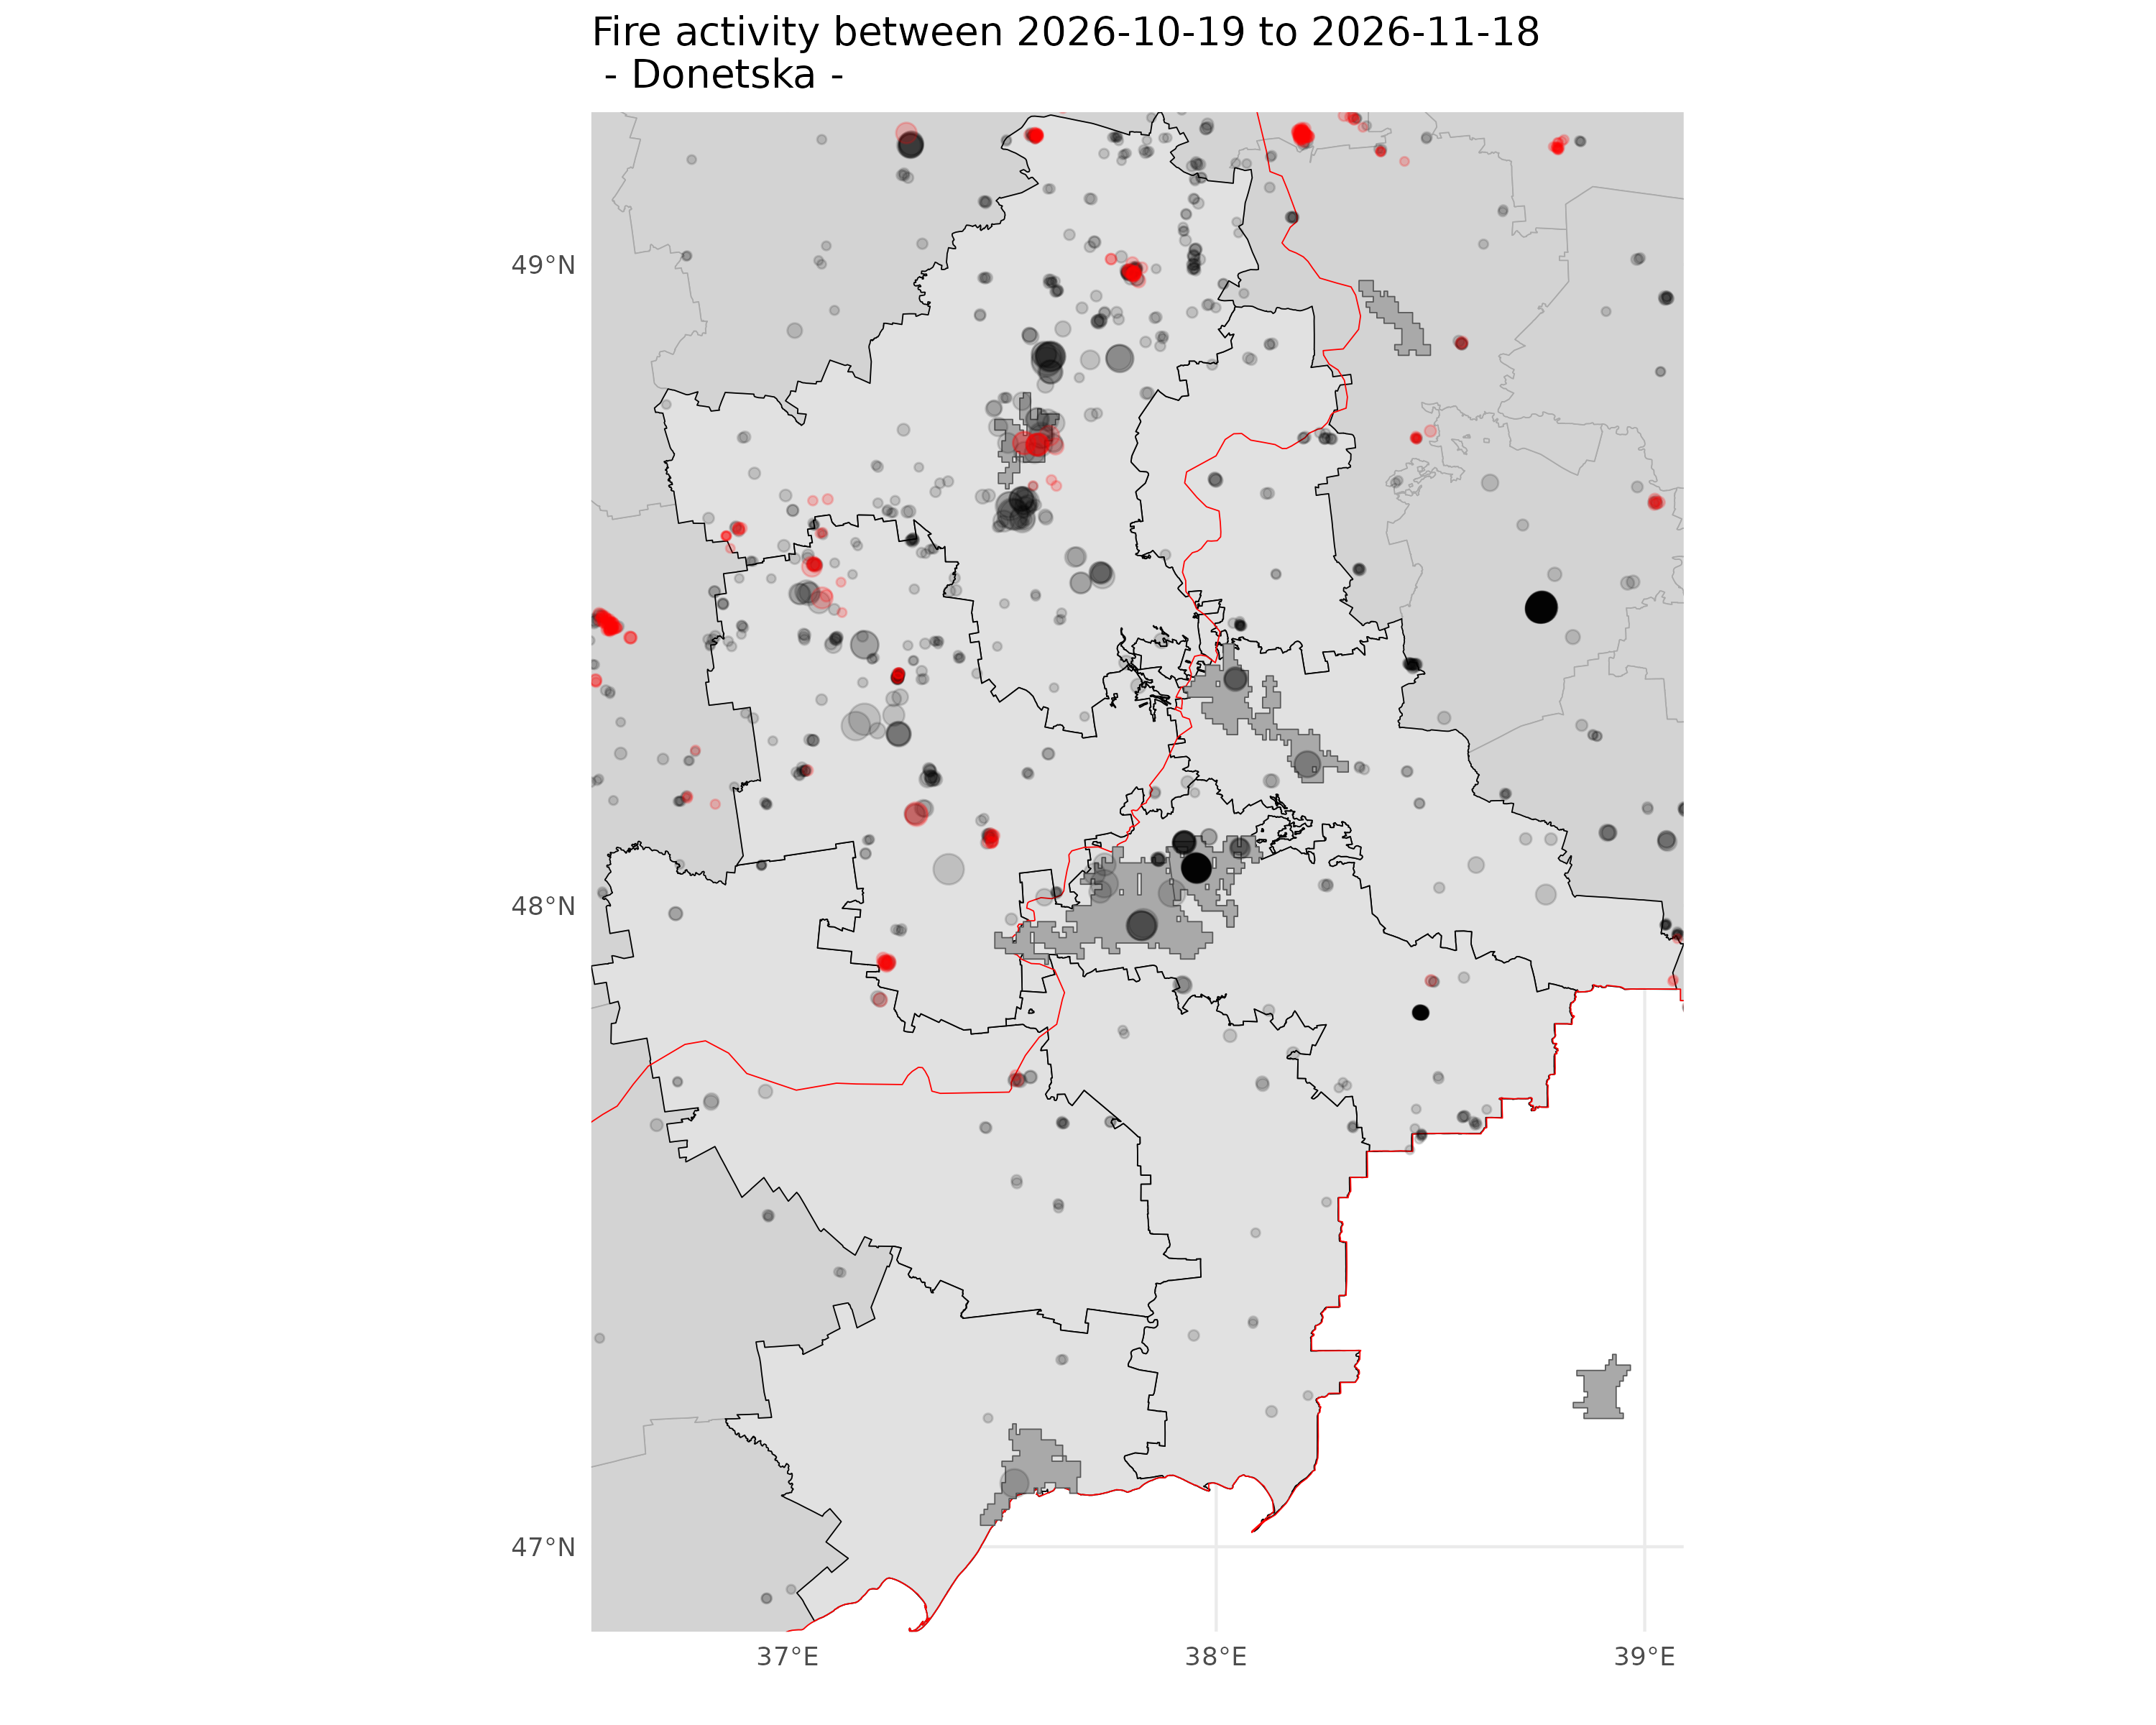 Fire activity between 2026-10-19 to 2026-11-18
- Donetska -
49°N
48°N
47°N
37°E
38°E
39°E